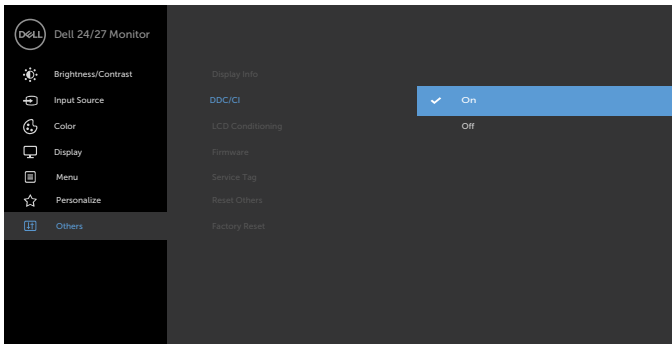 DELL Dell 24/27 Monitor
Brightness/Contrast
Input Source
Color
Display
Menu
Personalize
Others
Display Info
DDC/CI
LCD Conditioning
Firmware
Service Tag
Reset Others
Factory Reset
On
Off